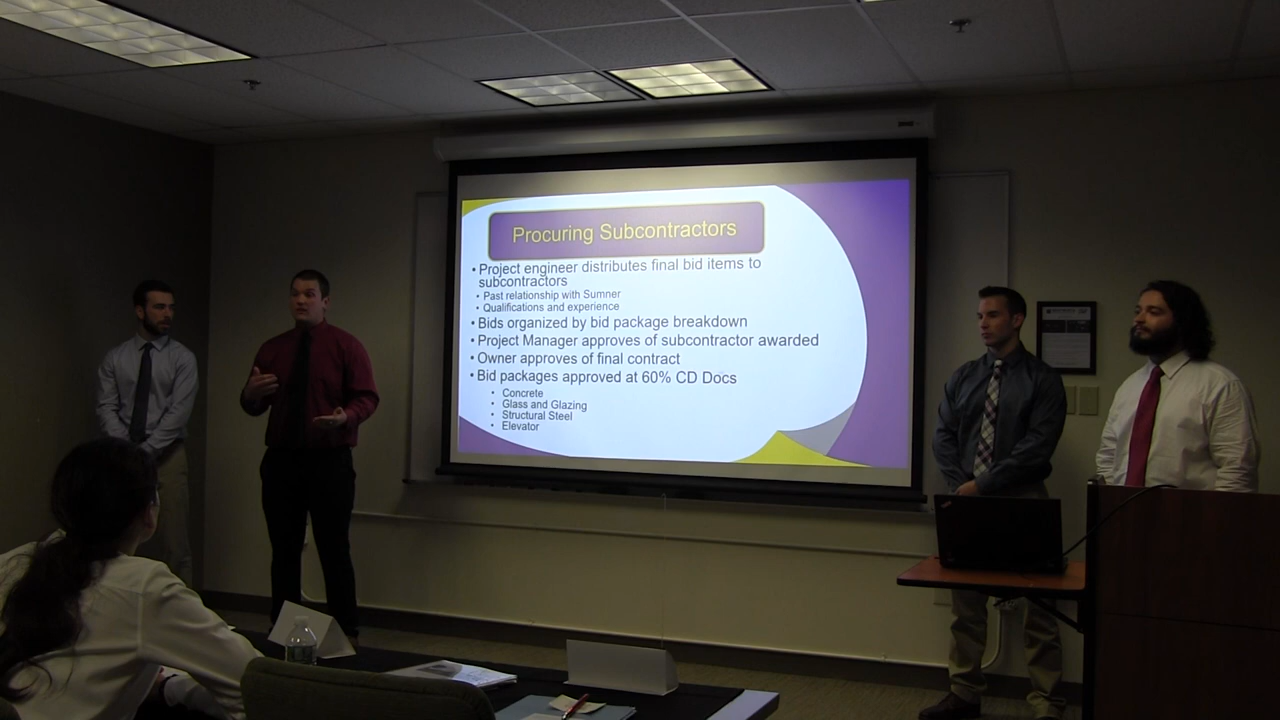 Procuring Subcontractors
• Project engineer distributes final bid items to
subcontractors
• Past relationship with Sumner
• Qualifications and experience
• Bids organized by bid package breakdown
• Project Manager approves of subcontractor awarded
• Owner approves of final contract
• Bid packages approved at 60% CD Docs
• Concrete
• Glass and Glazing
• Structural Steel
• Elevator